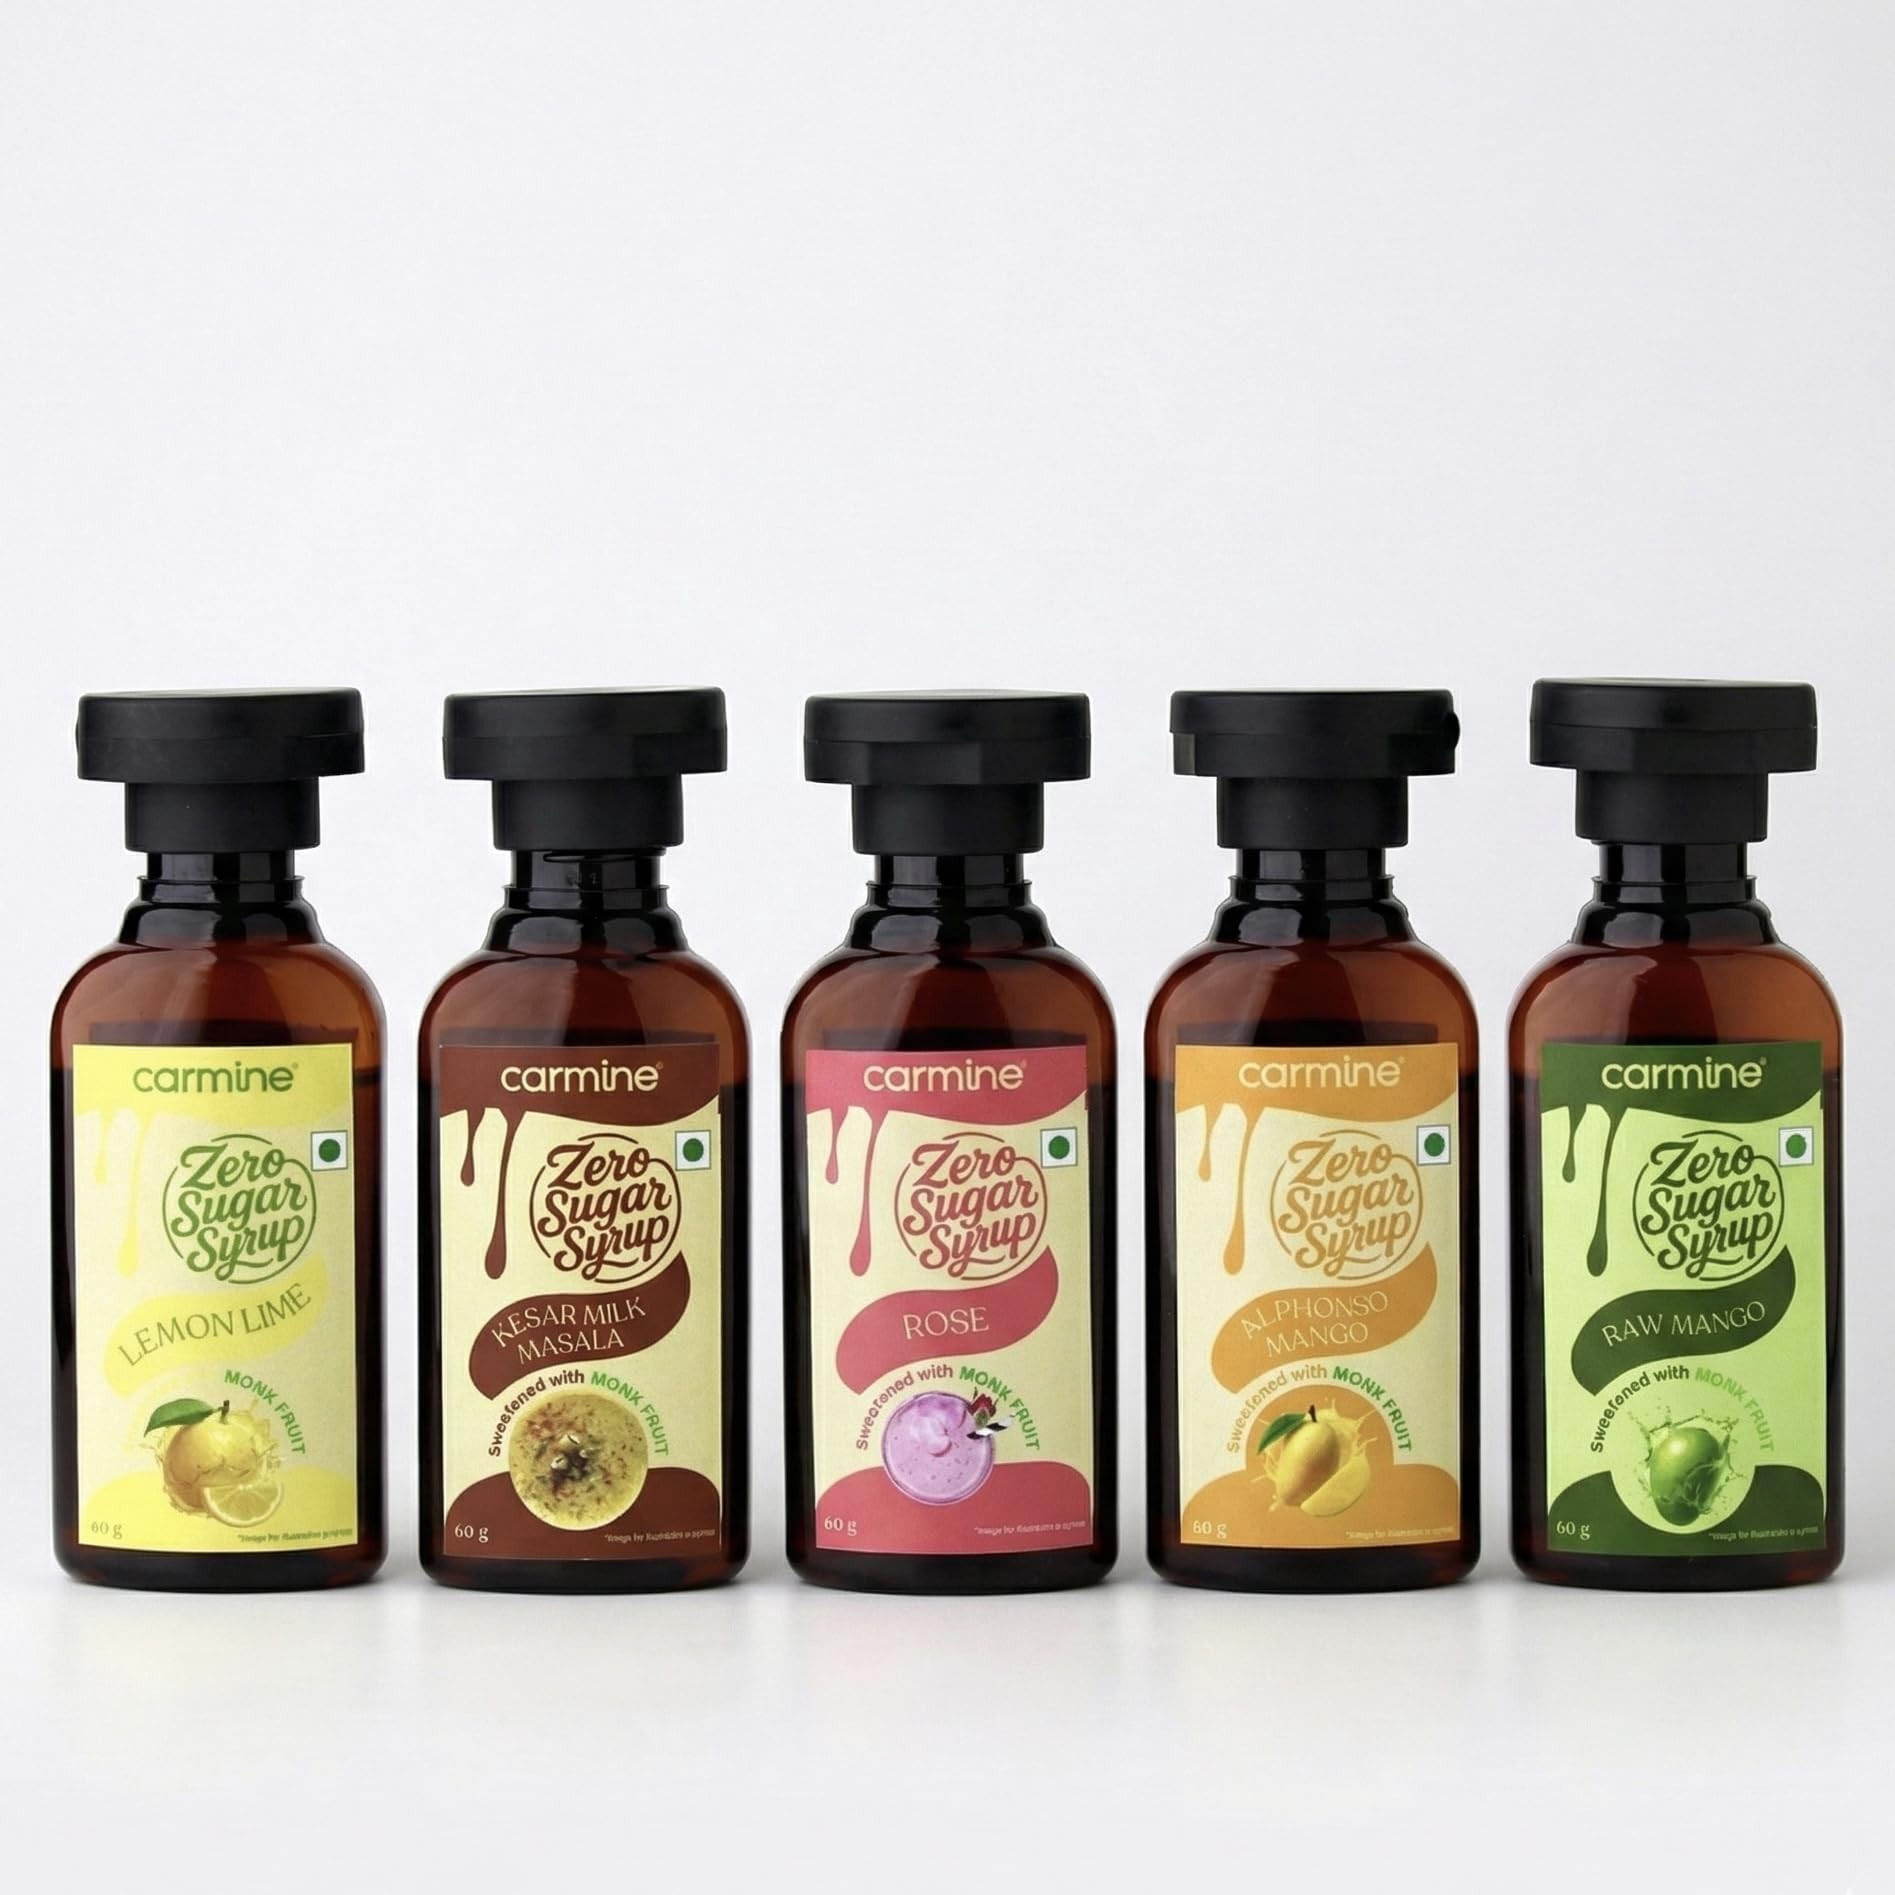 carmine®
Zero
Sugar
Syrup
LEMON LIME
MONK FRUIT
60 g
carmine®
Zero
Sugar
Syrup
KESAR MILK
MASALA
Sweetened with MONK FRUIT
60 g
carmine®
Zero
Sugar
Syrup
ROSE
Sweetened with MONK FRUIT
60 g
carmine®
Zero
Sugar
Syrup
ALPHONSO
MANGO
Sweetened with MONK FRUIT
60 g
carmine®
Zero
Sugar
Syrup
RAW MANGO
Sweetened with MONK FRUIT
60 g